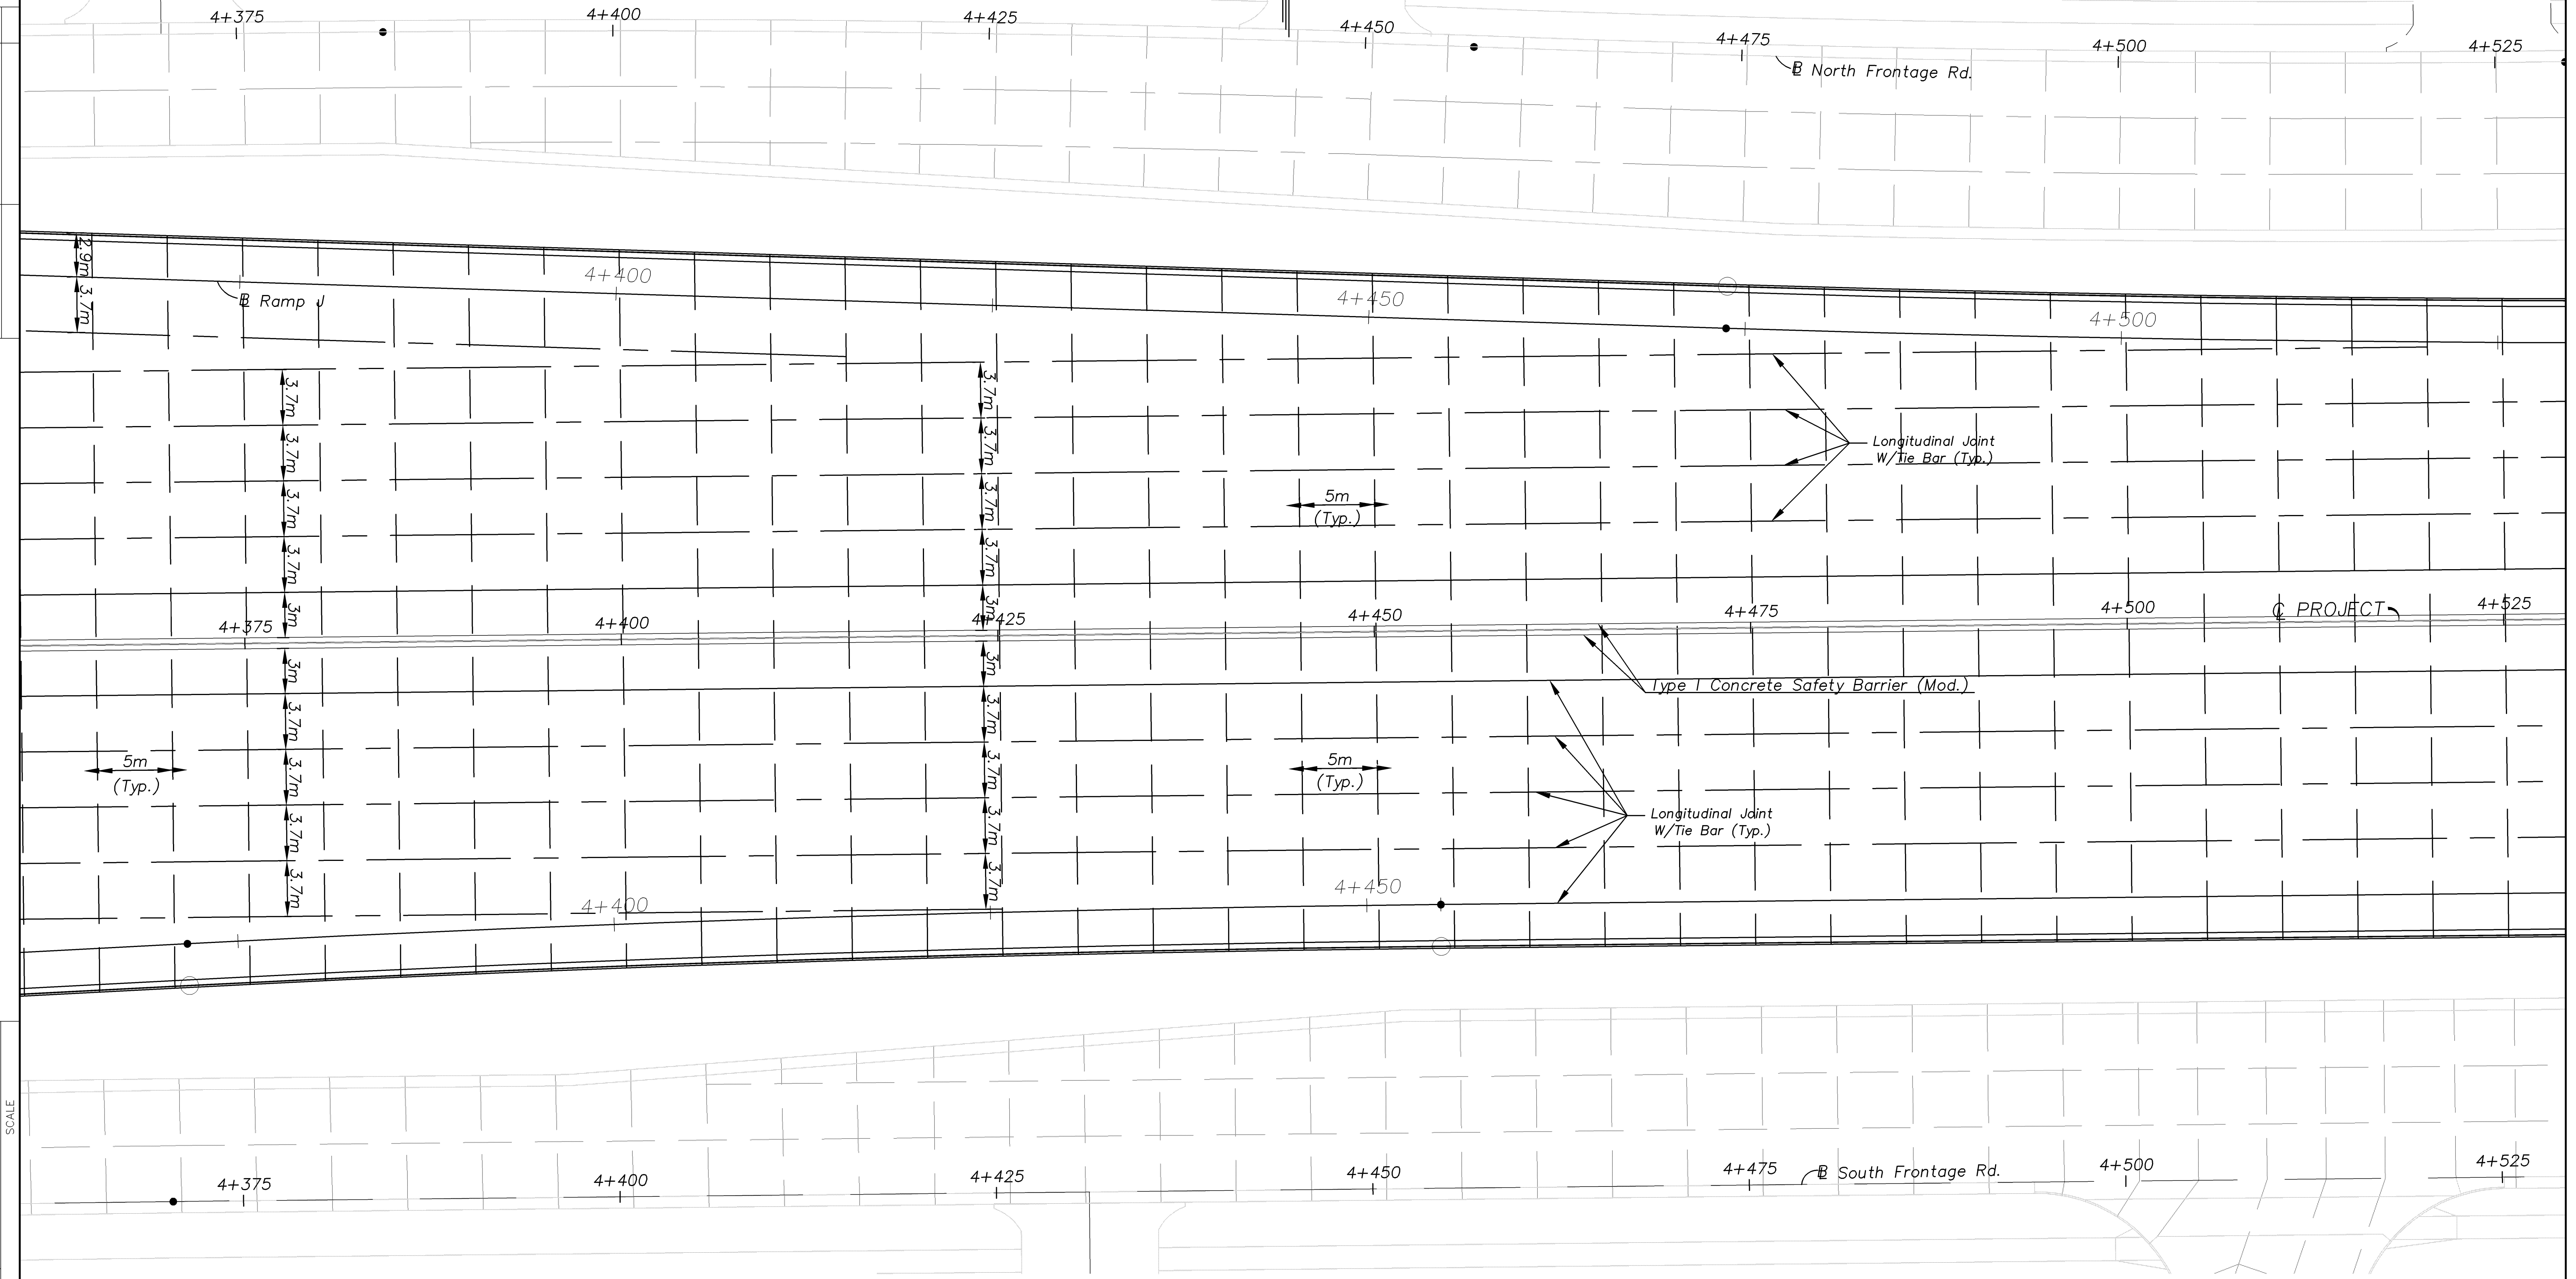 4+375
4+400
4+425
4+450
4+475
4+500
4+525
BL North Frontage Rd.
2.9m
3.7m
BL Ramp J
4+400
4+450
4+500
3.7m
3.7m
3.7m
3.7m
3m
3.7m
3.7m
3.7m
3.7m
3m
Longitudinal Joint
W/Tie Bar (Typ.)
5m
(Typ.)
4+375
4+400
4+425
4+450
4+475
4+500
4+525
CL PROJECT
3m
3.7m
3.7m
3.7m
3.7m
3m
3.7m
3.7m
3.7m
3.7m
Type 1 Concrete Safety Barrier (Mod.)
5m
(Typ.)
5m
(Typ.)
Longitudinal Joint
W/Tie Bar (Typ.)
4+400
4+450
SCALE
4+375
4+400
4+425
4+450
4+475
BL South Frontage Rd.
4+500
4+525